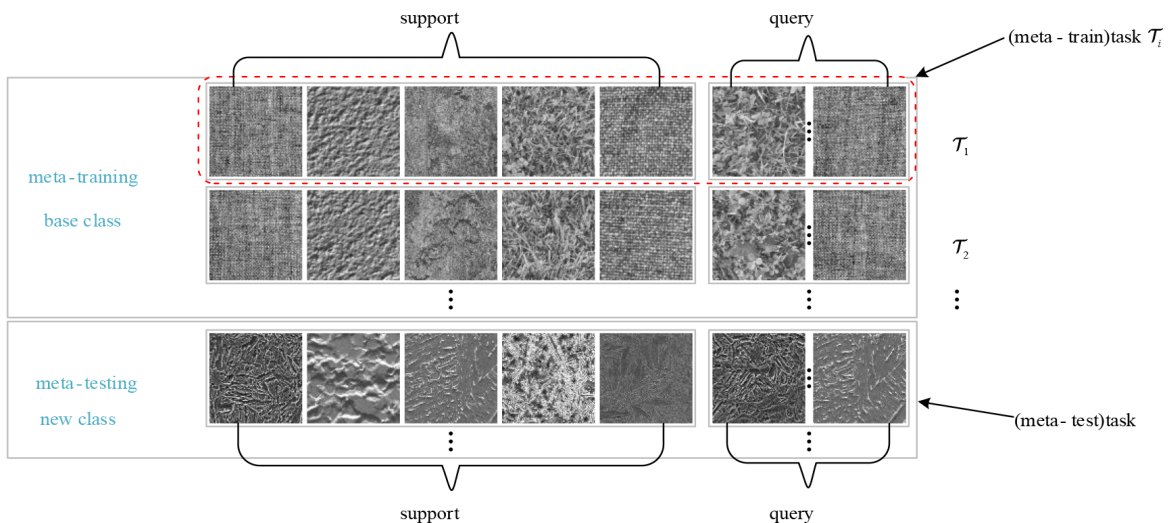 support
query
(meta - train)task 𝒯ᵢ
meta-training
base class
𝒯₁
𝒯₂
meta-testing
new class
(meta- test)task
support
query